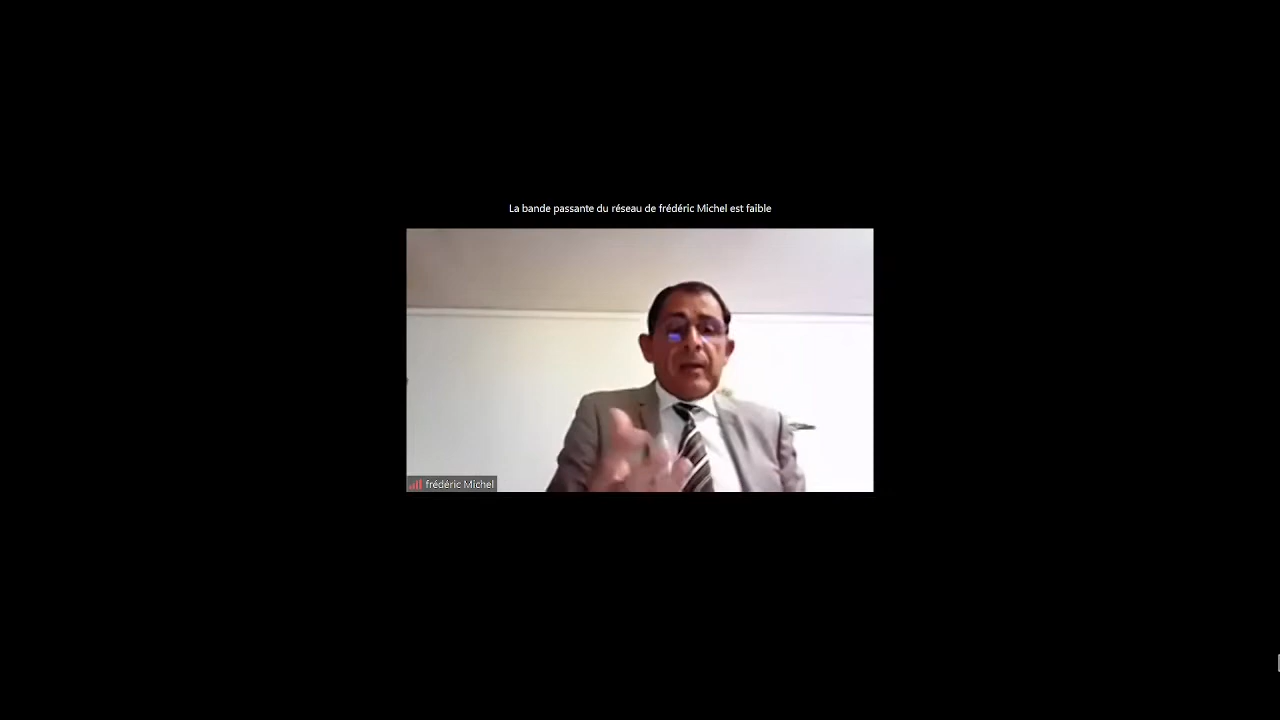 La bande passante du réseau de frédéric Michel est faible
frédéric Michel